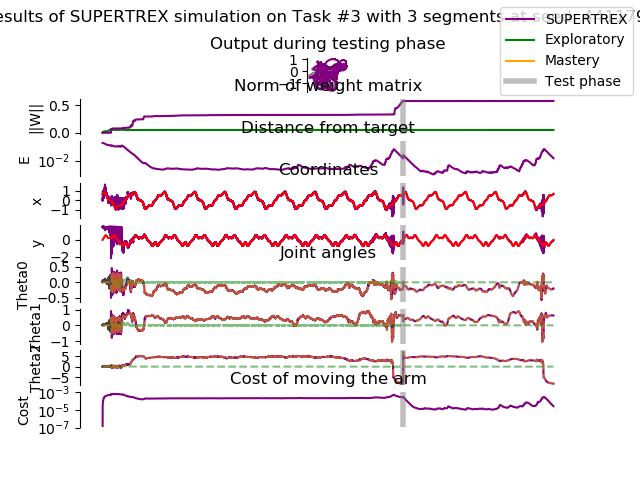 esults of SUPERTREX simulation on Task #3 with 3 segments at seed
SUPERTREX
Exploratory
Mastery
Test phase
Output during testing phase
1
0
−1
Norm of weight matrix
||W||
0.5
0.0
Distance from target
E
10−2
Coordinates
x
1
0
−1
y
0
−2
Joint angles
Theta0
0.5
0.0
−0.5
Theta1
1
0
−1
Theta2
5
0
−5
Cost of moving the arm
Cost
10−3
10−5
10−7